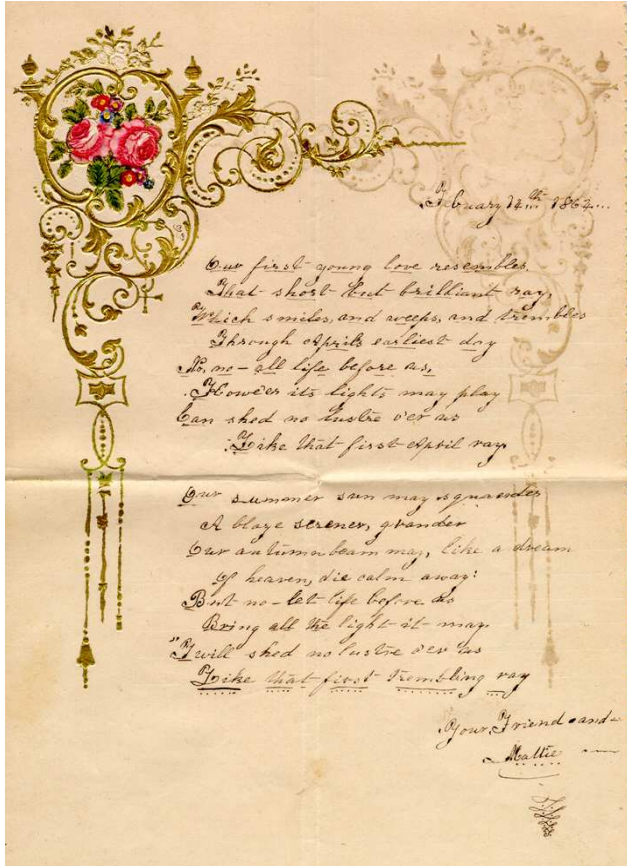 February 14th 1862
Our first young love resembles
That short but brilliant ray,
Which smiles, and weeps, and trembles
Through Aprils earliest day
No, no - all life before us,
Howe'er its lights may play
Can shed no lustre o'er us
Like that first April ray.
Our summer sun may squander
A blaze serener, grander
Our autumn beam may, like a dream
Of heaven, die calm away:
But no - let life before us
Bring all the light it may
"Twill shed no lustre o'er us
Like that first trembling ray
Your Friend and
Mattie